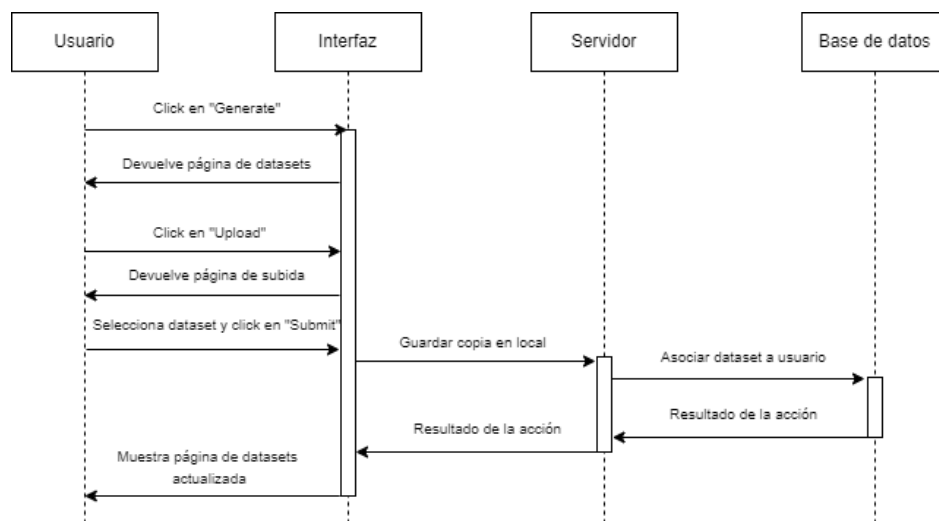 Usuario
Interfaz
Servidor
Base de datos
Click en "Generate"
Devuelve página de datasets
Click en "Upload"
Devuelve página de subida
Selecciona dataset y click en "Submit"
Guardar copia en local
Asociar dataset a usuario
Resultado de la acción
Resultado de la acción
Muestra página de datasets
actualizada